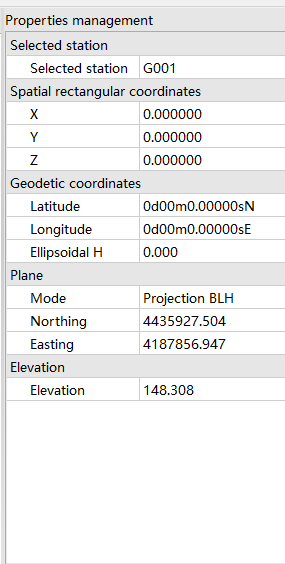 Properties management
Selected station
Selected station G001
Spatial rectangular coordinates
X 0.000000
Y 0.000000
Z 0.000000
Geodetic coordinates
Latitude 0d00m0.00000sN
Longitude 0d00m0.00000sE
Ellipsoidal H 0.000
Plane
Mode Projection BLH
Northing 4435927.504
Easting 4187856.947
Elevation
Elevation 148.308